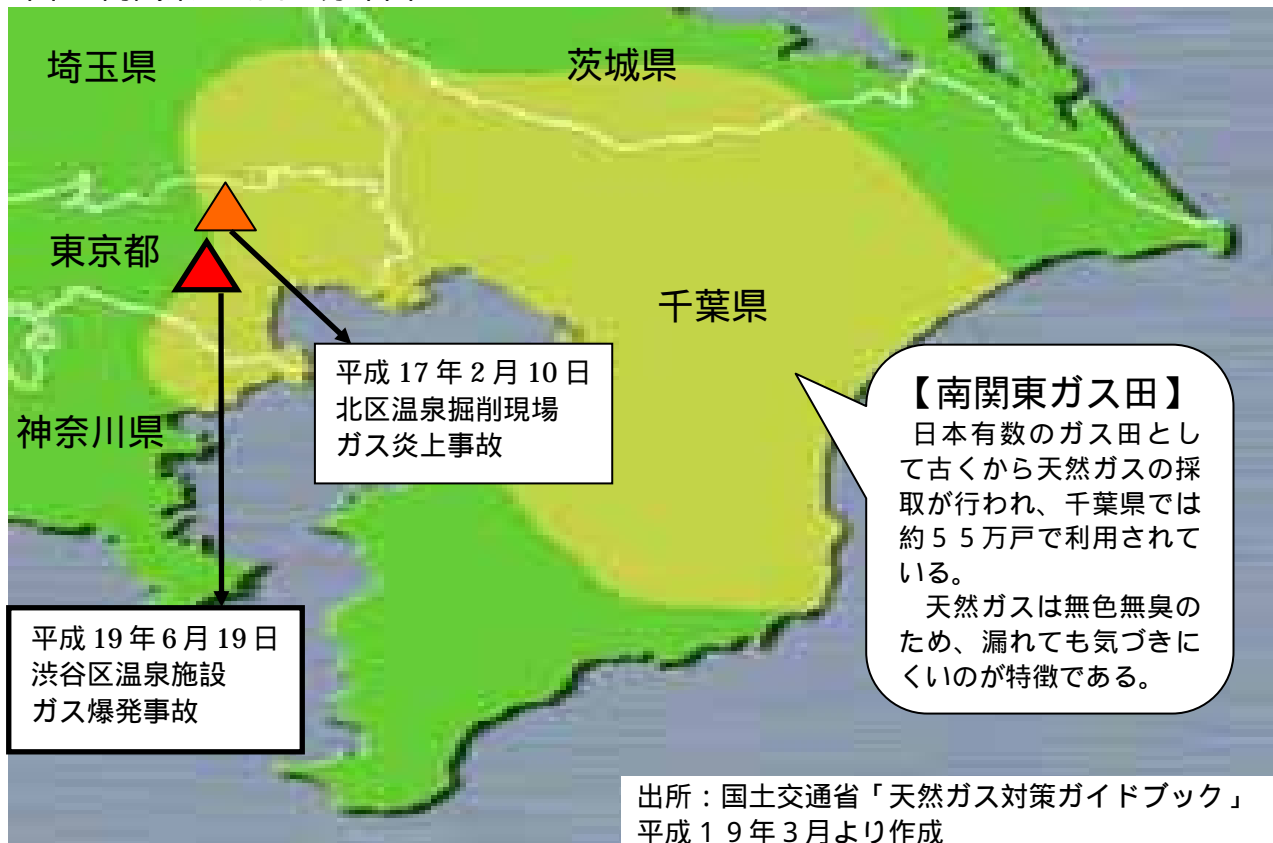 埼玉県
茨城県
東京都
千葉県
神奈川県
平成 17 年 2 月 10 日
北区温泉掘削現場
ガス炎上事故
【南関東ガス田】
日本有数のガス田とし
て古くから天然ガスの採
取が行われ、千葉県では
約５５万戸で利用されて
いる。
天然ガスは無色無臭の
ため、漏れても気づきに
くいのが特徴である。
平成 19 年 6 月 19 日
渋谷区温泉施設
ガス爆発事故
出所：国土交通省「天然ガス対策ガイドブック」
平成１９年３月より作成